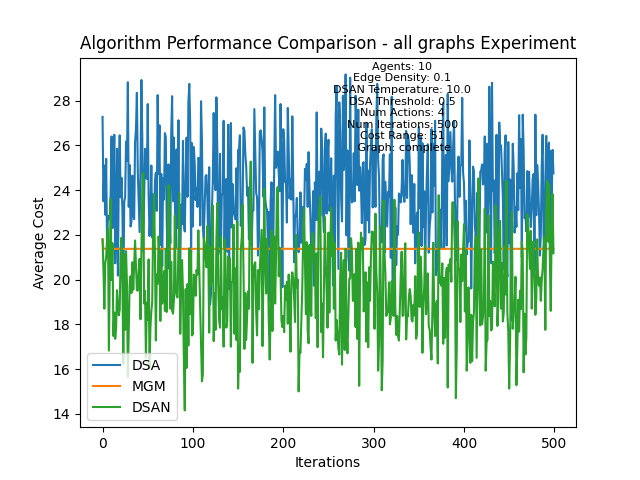 Algorithm Performance Comparison - all graphs Experiment
Agents: 10
Edge Density: 0.1
DSAN Temperature: 10.0
DSA Threshold: 0.5
Num Actions: 4
Num Iterations: 500
Cost Range: 51
Graph: complete
28
26
24
22
20
18
16
14
Average Cost
DSA
MGM
DSAN
0 100 200 300 400 500
Iterations